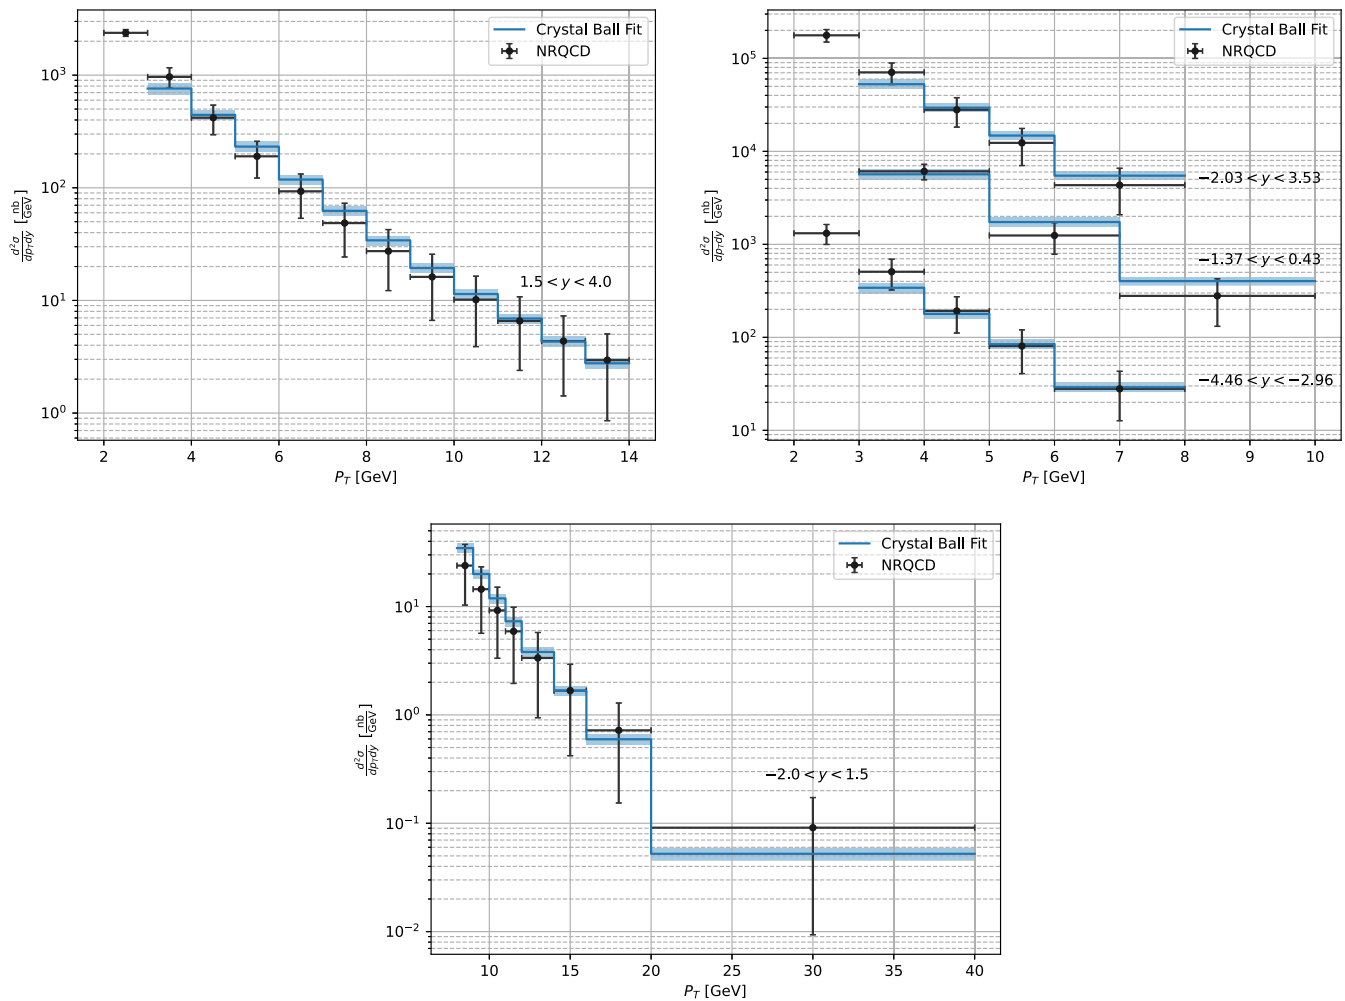 Crystal Ball Fit
NRQCD
10³
10²
10¹
10⁰
d²σ/dp_T dy [nb/GeV]
1.5 < y < 4.0
2 4 6 8 10 12 14
P_T [GeV]
Crystal Ball Fit
NRQCD
10⁵
10⁴
10³
10²
10¹
d²σ/dp_T dy [nb/GeV]
−2.03 < y < 3.53
−1.37 < y < 0.43
−4.46 < y < −2.96
2 3 4 5 6 7 8 9 10
P_T [GeV]
Crystal Ball Fit
NRQCD
10¹
10⁰
10⁻¹
10⁻²
d²σ/dp_T dy [nb/GeV]
−2.0 < y < 1.5
10 15 20 25 30 35 40
P_T [GeV]